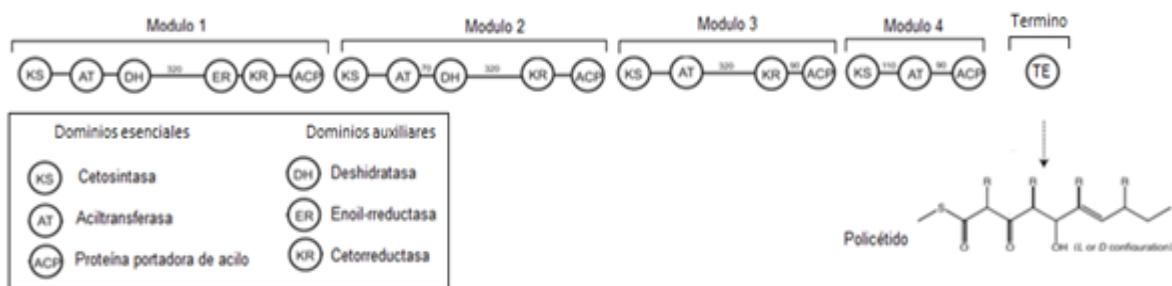 Modulo 1 Modulo 2 Modulo 3 Modulo 4 Termino
KS AT DH 320 ER KR ACP KS AT 70 DH 320 KR ACP KS AT 320 KR 90 ACP KS 110 AT 90 ACP TE
Dominios esenciales Dominios auxiliares
KS Cetosintasa DH Deshidratasa
AT Aciltransferasa ER Enoil-rreductasa
ACP Proteína portadora de acilo KR Cetorreductasa
R R R R
S
Policétido
O O OH (L or D configuration)